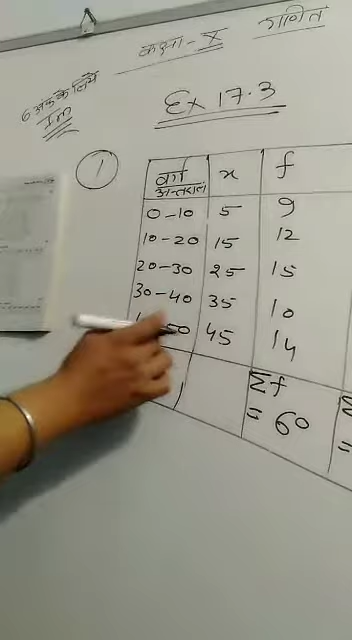 कक्षा - X गणित
6 अंक के लिये
Im
Ex 17.3
1
वर्ग अन्तराल x f
0-10 5 9
10-20 15 12
20-30 25 15
30-40 35 10
50 45 14
Σf
= 60
=